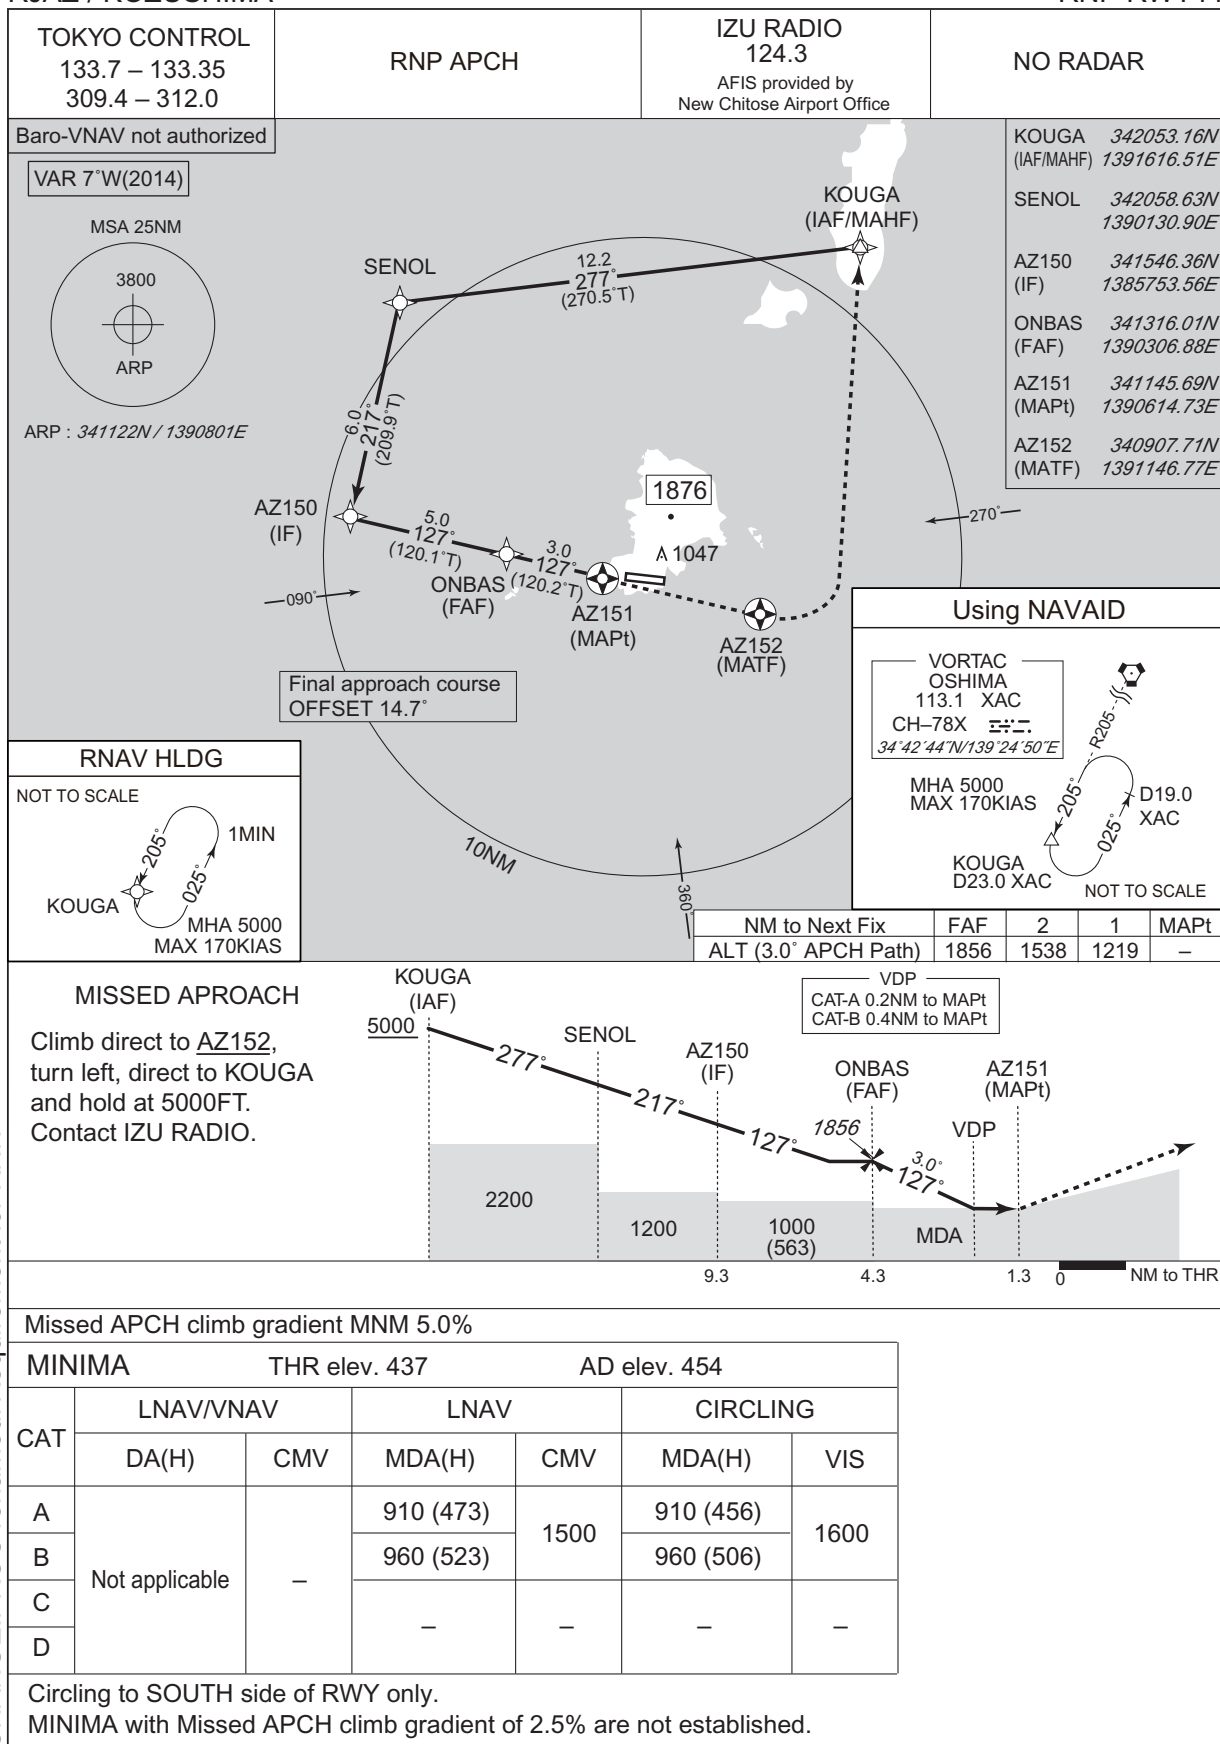 TOKYO CONTROL
133.7 – 133.35
309.4 – 312.0
RNP APCH
IZU RADIO
124.3
AFIS provided by
New Chitose Airport Office
NO RADAR
Baro-VNAV not authorized
VAR 7˚W(2014)
MSA 25NM
3800
ARP
ARP : 341122N / 1390801E
KOUGA 342053.16N
(IAF/MAHF) 1391616.51E
SENOL 342058.63N
1390130.90E
AZ150 341546.36N
(IF) 1385753.56E
ONBAS 341316.01N
(FAF) 1390306.88E
AZ151 341145.69N
(MAPt) 1390614.73E
AZ152 340907.71N
(MATF) 1391146.77E
KOUGA
(IAF/MAHF)
SENOL
12.2
277˚
(270.5˚T)
6.0
217˚
(209.9˚T)
AZ150
(IF)
5.0
127˚
(120.1˚T)
ONBAS
(FAF)
3.0
127˚
(120.2˚T)
AZ151
(MAPt)
1876
1047
AZ152
(MATF)
270˚
090˚
360˚
10NM
Final approach course
OFFSET 14.7˚
RNAV HLDG
NOT TO SCALE
205˚
025˚
1MIN
KOUGA
MHA 5000
MAX 170KIAS
Using NAVAID
VORTAC
OSHIMA
113.1 XAC
CH–78X
34˚42´44˝N/139˚24´50˝E
R205
MHA 5000
MAX 170KIAS
205˚
025˚
D19.0
XAC
KOUGA
D23.0 XAC
NOT TO SCALE
NM to Next Fix FAF 2 1 MAPt
ALT (3.0˚ APCH Path) 1856 1538 1219 –
MISSED APROACH
Climb direct to AZ152,
turn left, direct to KOUGA
and hold at 5000FT.
Contact IZU RADIO.
KOUGA
(IAF)
5000
277˚
SENOL
217˚
AZ150
(IF)
127˚
1856
ONBAS
(FAF)
3.0˚
127˚
VDP
CAT-A 0.2NM to MAPt
CAT-B 0.4NM to MAPt
VDP
AZ151
(MAPt)
2200
1200
1000
(563)
MDA
9.3 4.3 1.3 0 NM to THR
Missed APCH climb gradient MNM 5.0%
MINIMA THR elev. 437 AD elev. 454
CAT LNAV/VNAV LNAV CIRCLING
DA(H) CMV MDA(H) CMV MDA(H) VIS
A 910 (473) 910 (456)
1500 1600
B 960 (523) 960 (506)
Not applicable –
C
– – – –
D
Circling to SOUTH side of RWY only.
MINIMA with Missed APCH climb gradient of 2.5% are not established.